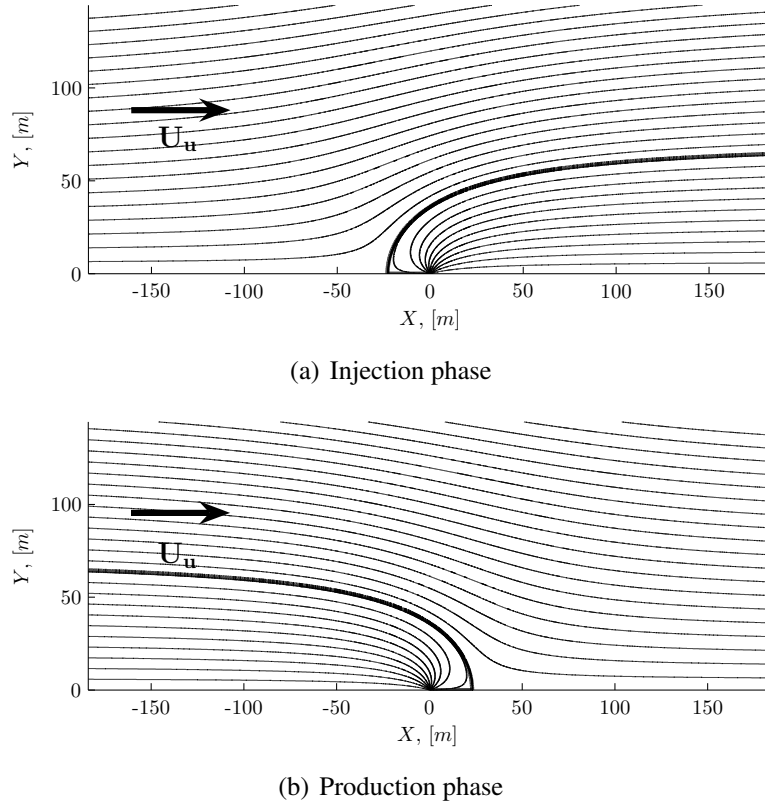 100
50
0
Y, [m]
U_u
-150 -100 -50 0 50 100 150
X, [m]
(a) Injection phase
100
50
0
Y, [m]
U_u
-150 -100 -50 0 50 100 150
X, [m]
(b) Production phase